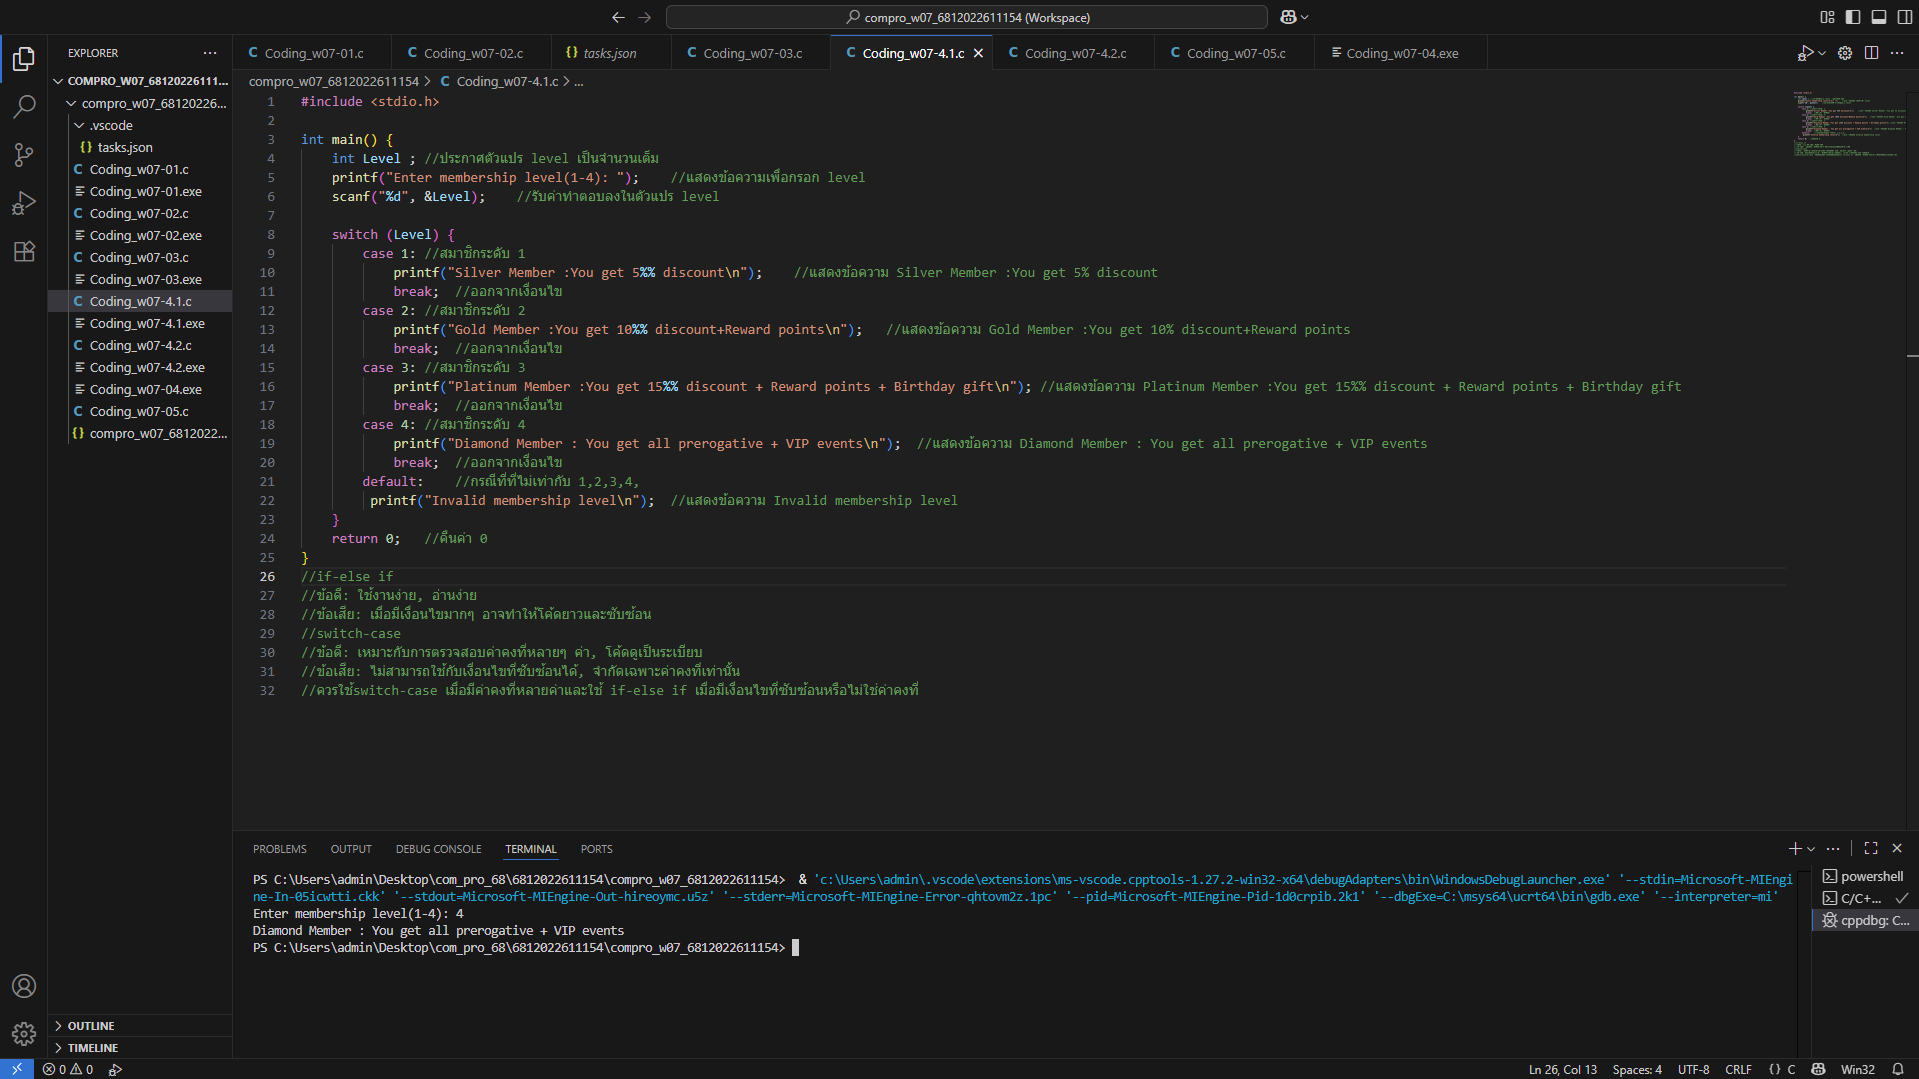 compro_w07_6812022611154 (Workspace)
EXPLORER
COMPRO_W07_68120226111...
compro_w07_68120226...
.vscode
{} tasks.json
C Coding_w07-01.c
Coding_w07-01.exe
C Coding_w07-02.c
Coding_w07-02.exe
C Coding_w07-03.c
Coding_w07-03.exe
C Coding_w07-4.1.c
Coding_w07-4.1.exe
C Coding_w07-4.2.c
Coding_w07-4.2.exe
Coding_w07-04.exe
C Coding_w07-05.c
{} compro_w07_6812022...
OUTLINE
TIMELINE
C Coding_w07-01.c C Coding_w07-02.c {} tasks.json C Coding_w07-03.c C Coding_w07-4.1.c C Coding_w07-4.2.c C Coding_w07-05.c Coding_w07-04.exe
compro_w07_6812022611154 > C Coding_w07-4.1.c > ...
1 #include <stdio.h>
2
3 int main() {
4 int Level ; //ประกาศตัวแปร level เป็นจำนวนเต็ม
5 printf("Enter membership level(1-4): "); //แสดงข้อความเพื่อกรอก level
6 scanf("%d", &Level); //รับค่าทำตอบลงในตัวแปร level
7
8 switch (Level) {
9 case 1: //สมาชิกระดับ 1
10 printf("Silver Member :You get 5%% discount\n"); //แสดงข้อความ Silver Member :You get 5% discount
11 break; //ออกจากเงื่อนไข
12 case 2: //สมาชิกระดับ 2
13 printf("Gold Member :You get 10%% discount+Reward points\n"); //แสดงข้อความ Gold Member :You get 10% discount+Reward points
14 break; //ออกจากเงื่อนไข
15 case 3: //สมาชิกระดับ 3
16 printf("Platinum Member :You get 15%% discount + Reward points + Birthday gift\n"); //แสดงข้อความ Platinum Member :You get 15%% discount + Reward points + Birthday gift
17 break; //ออกจากเงื่อนไข
18 case 4: //สมาชิกระดับ 4
19 printf("Diamond Member : You get all prerogative + VIP events\n"); //แสดงข้อความ Diamond Member : You get all prerogative + VIP events
20 break; //ออกจากเงื่อนไข
21 default: //กรณีที่ที่ไม่เท่ากับ 1,2,3,4,
22 printf("Invalid membership level\n"); //แสดงข้อความ Invalid membership level
23 }
24 return 0; //คืนค่า 0
25 }
26 //if-else if
27 //ข้อดี: ใช้งานง่าย, อ่านง่าย
28 //ข้อเสีย: เมื่อมีเงื่อนไขมากๆ อาจทำให้โค้ดยาวและซับซ้อน
29 //switch-case
30 //ข้อดี: เหมาะกับการตรวจสอบค่าคงที่หลายๆ ค่า, โค้ดดูเป็นระเบียบ
31 //ข้อเสีย: ไม่สามารถใช้กับเงื่อนไขที่ซับซ้อนได้, จำกัดเฉพาะค่าคงที่เท่านั้น
32 //ควรใช้switch-case เมื่อมีค่าคงที่หลายค่าและใช้ if-else if เมื่อมีเงื่อนไขที่ซับซ้อนหรือไม่ใช่ค่าคงที่
PROBLEMS OUTPUT DEBUG CONSOLE TERMINAL PORTS
PS C:\Users\admin\Desktop\com_pro_68\6812022611154\compro_w07_6812022611154> & 'c:\Users\admin\.vscode\extensions\ms-vscode.cpptools-1.27.2-win32-x64\debugAdapters\bin\WindowsDebugLauncher.exe' '--stdin=Microsoft-MIEngi
ne-In-05icwtti.ckk' '--stdout=Microsoft-MIEngine-Out-hireoymc.u5z' '--stderr=Microsoft-MIEngine-Error-qhtovm2z.1pc' '--pid=Microsoft-MIEngine-Pid-1d0crpib.2k1' '--dbgExe=C:\msys64\ucrt64\bin\gdb.exe' '--interpreter=mi'
Enter membership level(1-4): 4
Diamond Member : You get all prerogative + VIP events
PS C:\Users\admin\Desktop\com_pro_68\6812022611154\compro_w07_6812022611154>
powershell
C/C+...
cppdbg: C...
0 0
Ln 26, Col 13 Spaces: 4 UTF-8 CRLF {} C Win32